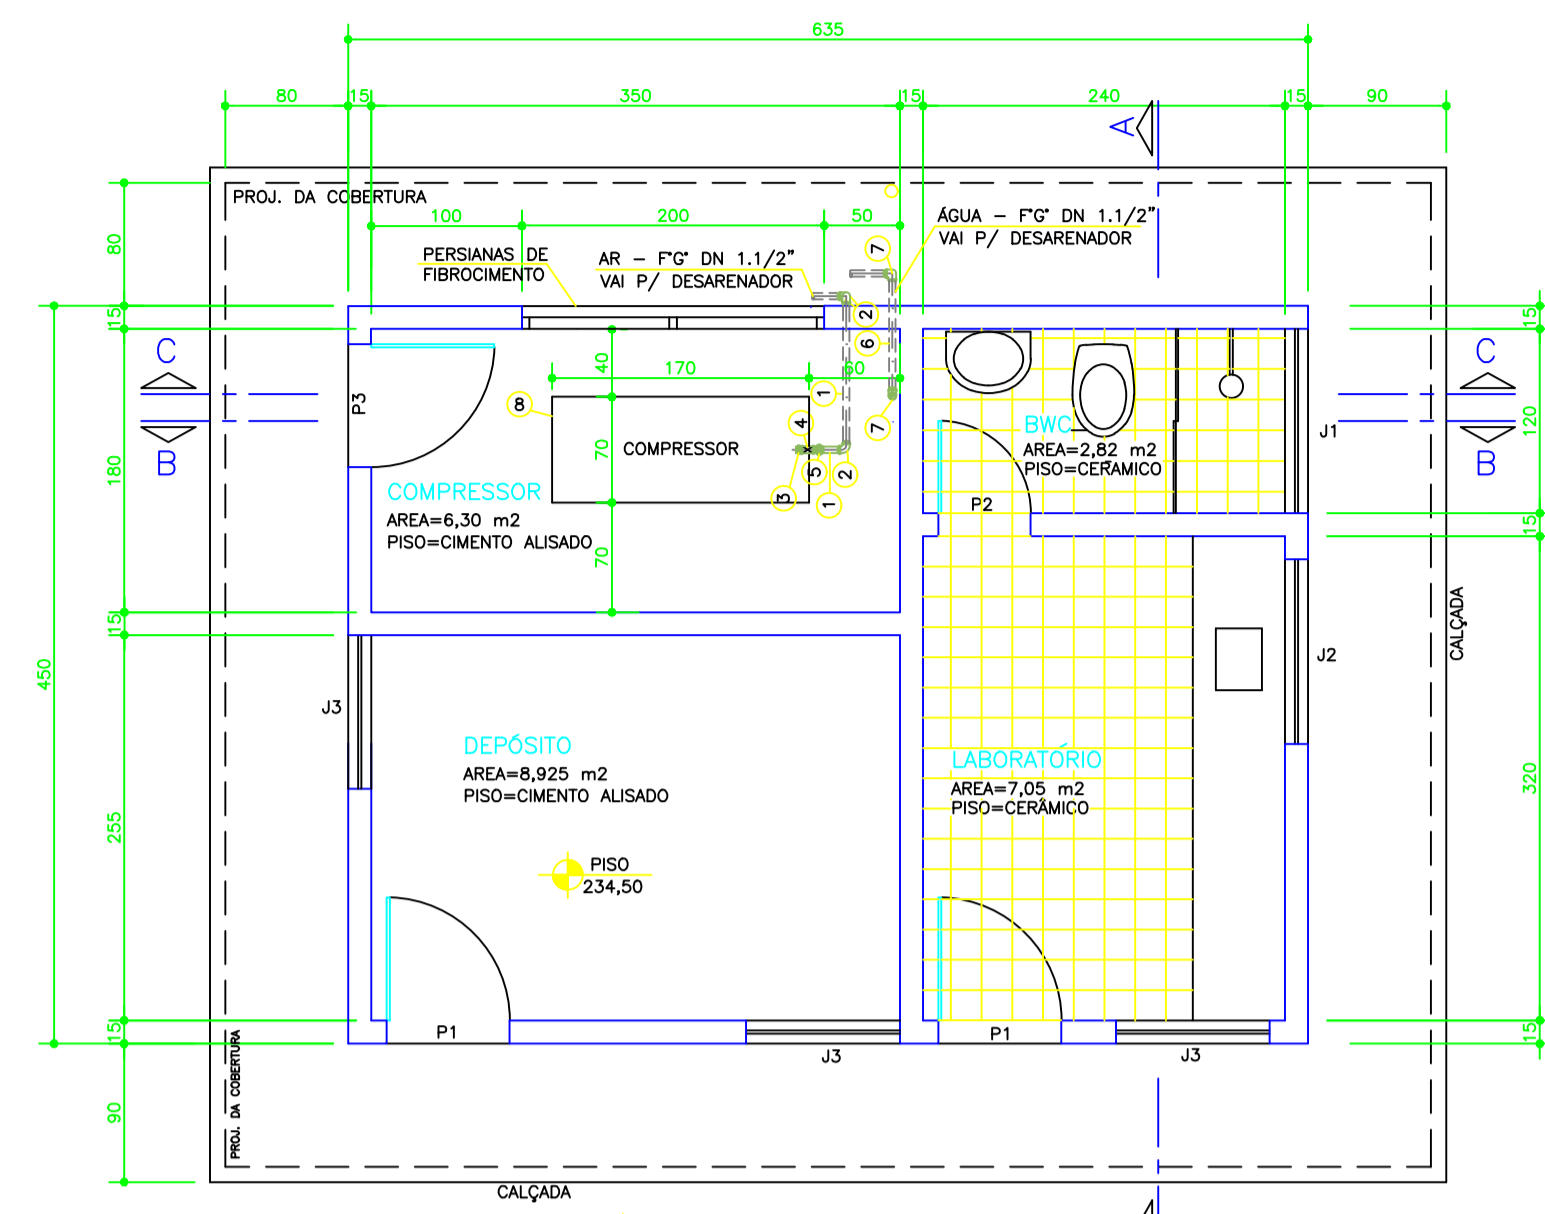 635
80
15
350
15
240
15
90
A
PROJ. DA COBERTURA
100
200
50
ÁGUA - F°G° DN 1.1/2"
VAI P/ DESARENADOR
7
PERSIANAS DE
FIBROCIMENTO
AR - F°G° DN 1.1/2"
VAI P/ DESARENADOR
80
15
15
2
6
C
C
40
170
60
P3
8
1
4
7
BWC
AREA=2,82 m2
PISO=CERAMICO
120
J1
B
B
180
70
COMPRESSOR
5
2
3
1
COMPRESSOR
AREA=6,30 m2
PISO=CIMENTO ALISADO
P2
15
70
15
CALÇADA
450
J3
J2
DEPÓSITO
AREA=8,925 m2
PISO=CIMENTO ALISADO
LABORATÓRIO
AREA=7,05 m2
PISO=CERÂMICO
320
255
PISO
234,50
15
P1
J3
P1
J3
15
PROJ. DA COBERTURA
90
CALÇADA